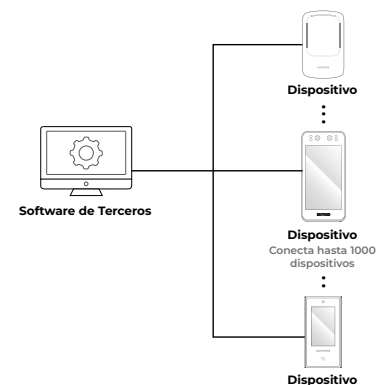 Dispositivo
Software de Terceros
Dispositivo
Conecta hasta 1000
dispositivos
Dispositivo